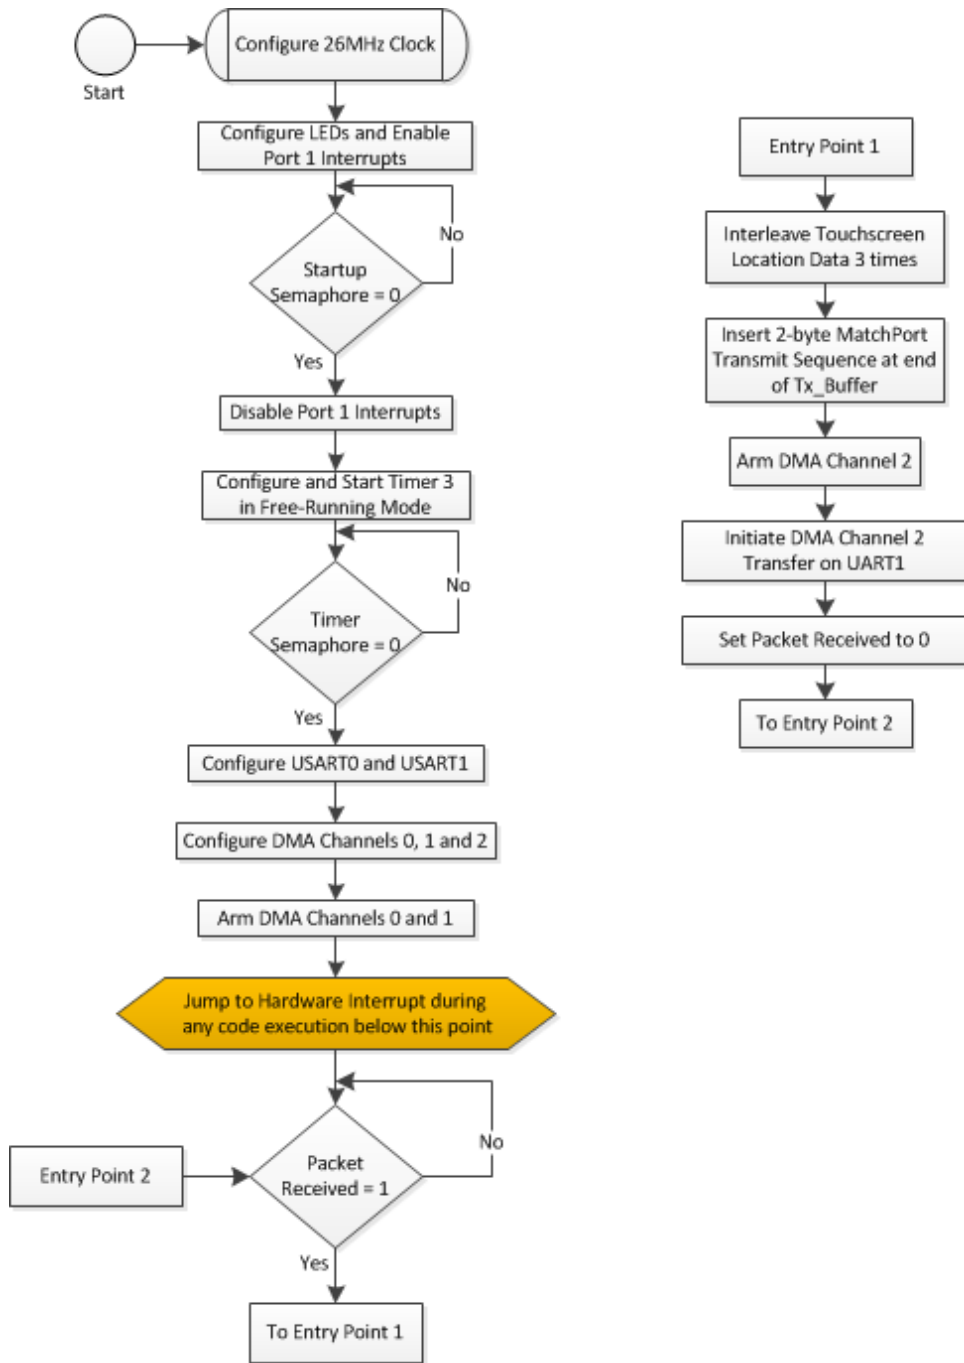 Configure 26MHz Clock
Start
Configure LEDs and Enable
Port 1 Interrupts
No
Startup
Semaphore = 0
Yes
Disable Port 1 Interrupts
Configure and Start Timer 3
in Free-Running Mode
No
Timer
Semaphore = 0
Yes
Configure USART0 and USART1
Configure DMA Channels 0, 1 and 2
Arm DMA Channels 0 and 1
Jump to Hardware Interrupt during
any code execution below this point
No
Entry Point 2
Packet
Received = 1
Yes
To Entry Point 1
Entry Point 1
Interleave Touchscreen
Location Data 3 times
Insert 2-byte MatchPort
Transmit Sequence at end
of Tx_Buffer
Arm DMA Channel 2
Initiate DMA Channel 2
Transfer on UART1
Set Packet Received to 0
To Entry Point 2